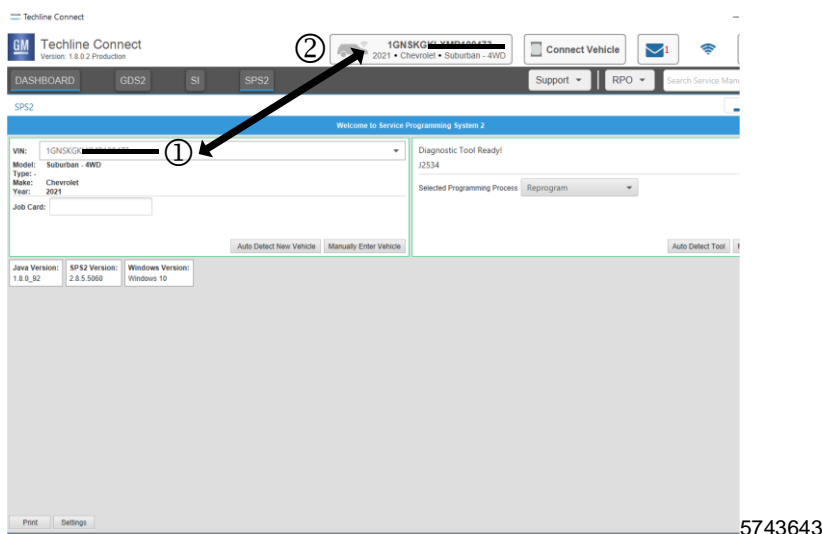 Techline Connect
GM
Techline Connect
Version: 1.8.0.2 Production
②
2021 • Chevrolet • Suburban - 4WD
Connect Vehicle
1
DASHBOARD GDS2 SI SPS2
Support RPO Search Service
SPS2
Welcome to Service Programming System 2
VIN: ①
Model: Suburban - 4WD
Type: -
Make: Chevrolet
Year: 2021
Job Card:
Auto Detect New Vehicle Manually Enter Vehicle
Diagnostic Tool Ready!
J2534
Selected Programming Process Reprogram
Auto Detect Tool
Java Version: SPS2 Version: Windows Version:
1.8.0_92 2.8.5.5060 Windows 10
Print Settings
5743643